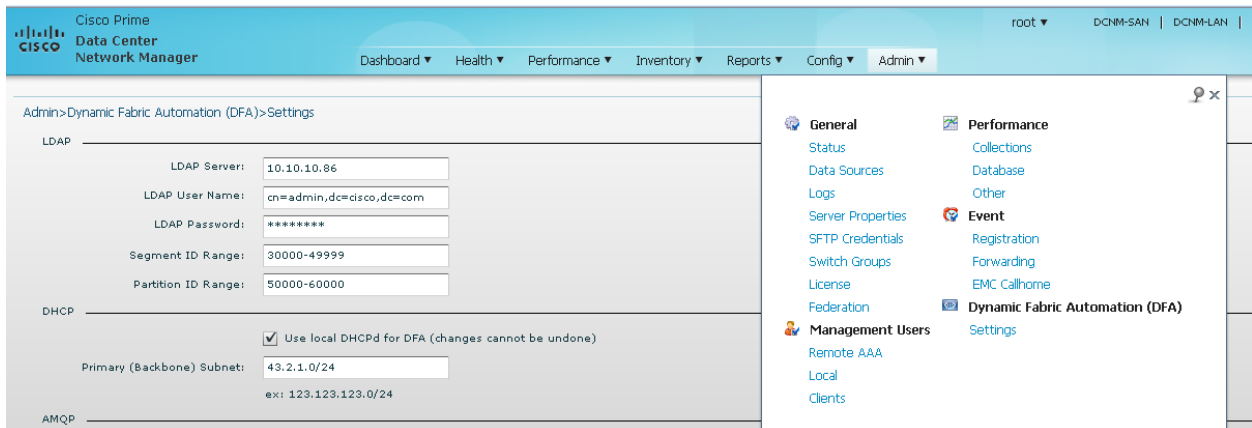 Cisco Prime
CISCO
Data Center
Network Manager
root ▼ DCNM-SAN | DCNM-LAN |
Dashboard ▼ Health ▼ Performance ▼ Inventory ▼ Reports ▼ Config ▼ Admin ▼
Admin>Dynamic Fabric Automation (DFA)>Settings
LDAP
LDAP Server: 10.10.10.86
LDAP User Name: cn=admin,dc=cisco,dc=com
LDAP Password: ********
Segment ID Range: 30000-49999
Partition ID Range: 50000-60000
DHCP
Use local DHCPd for DFA (changes cannot be undone)
Primary (Backbone) Subnet: 43.2.1.0/24
ex: 123.123.123.0/24
AMQP
General
Status
Data Sources
Logs
Server Properties
SFTP Credentials
Switch Groups
License
Federation
Management Users
Remote AAA
Local
Clients
Performance
Collections
Database
Other
Event
Registration
Forwarding
EMC Callhome
Dynamic Fabric Automation (DFA)
Settings